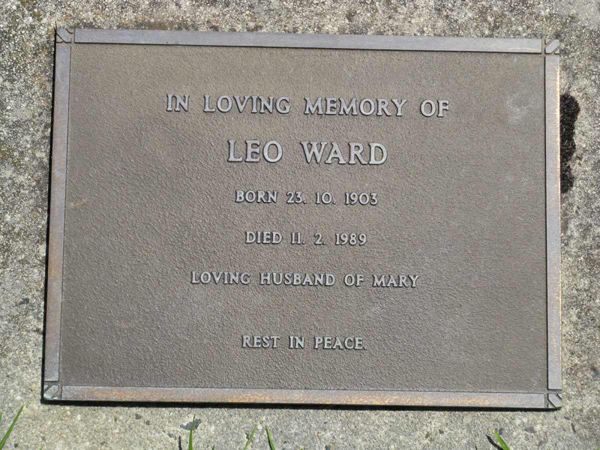 IN LOVING MEMORY OF
LEO WARD
BORN 23. 10. 1903
DIED 11. 2. 1989
LOVING HUSBAND OF MARY
REST IN PEACE.